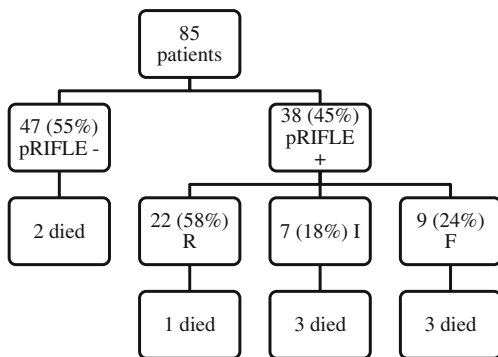 85
patients
47 (55%)
pRIFLE -
38 (45%)
pRIFLE
+
2 died
22 (58%)
R
7 (18%) I
9 (24%)
F
1 died
3 died
3 died